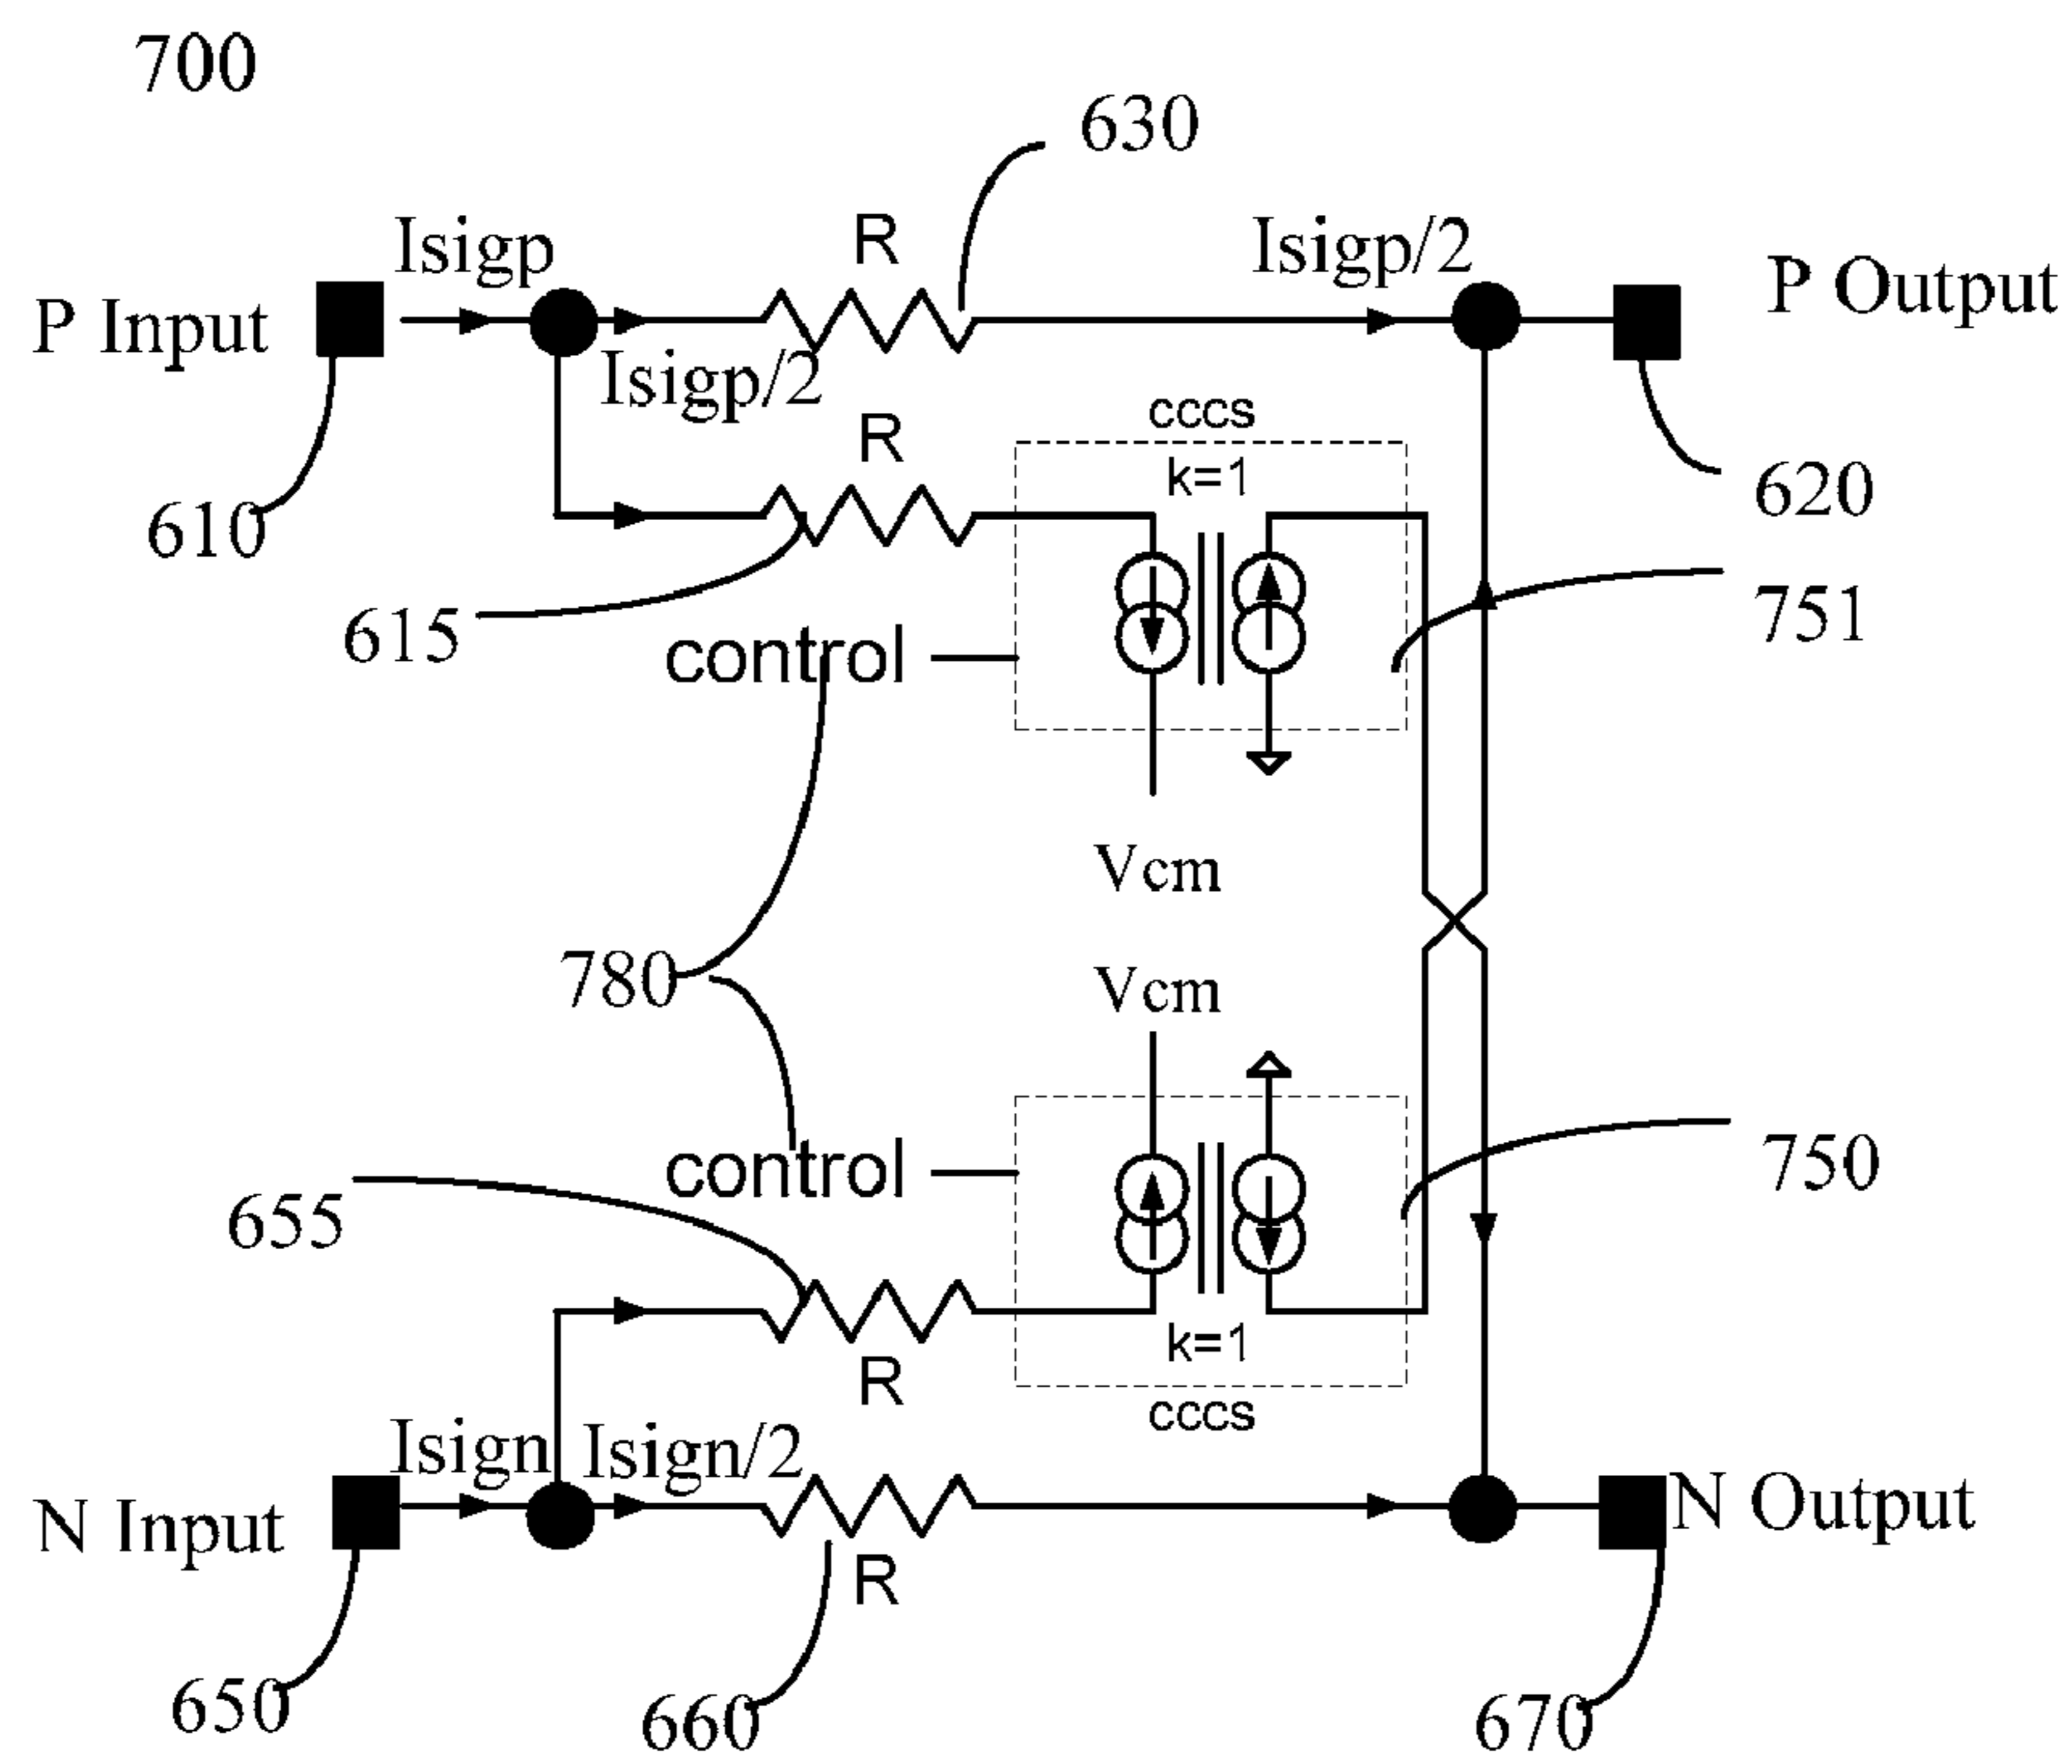 700
630
Isigp
R
Isigp/2
P Output
P Input
Isigp/2
cccs
R
k=1
620
610
751
615
control
Vcm
780
Vcm
control
750
655
k=1
R
cccs
Isign
Isign/2
N Output
N Input
R
650
660
670